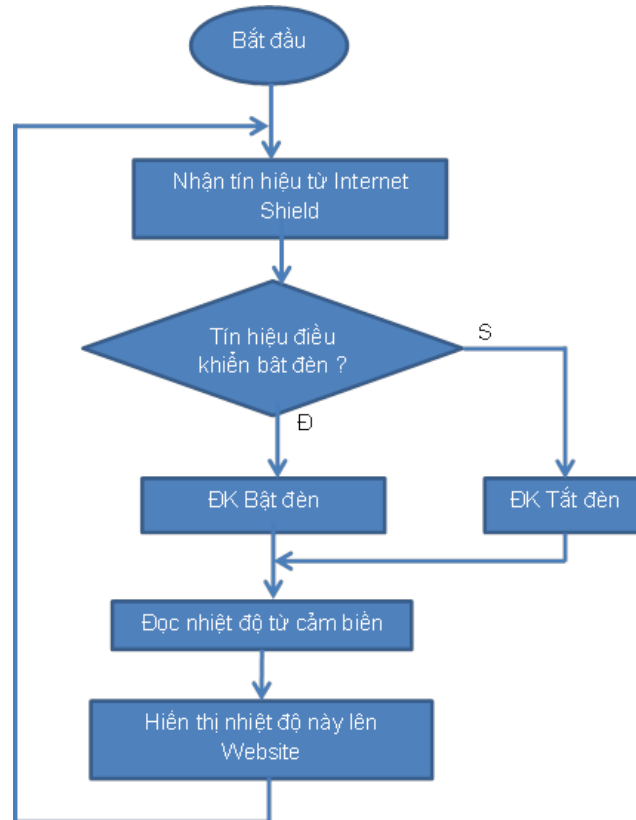 Bắt đầu
Nhận tín hiệu từ Internet
Shield
Tín hiệu điều
khiển bât đèn ?
S
Đ
ĐK Bật đèn
ĐK Tắt đèn
Đọc nhiệt độ từ cảm biến
Hiển thị nhiệt độ này lên
Website